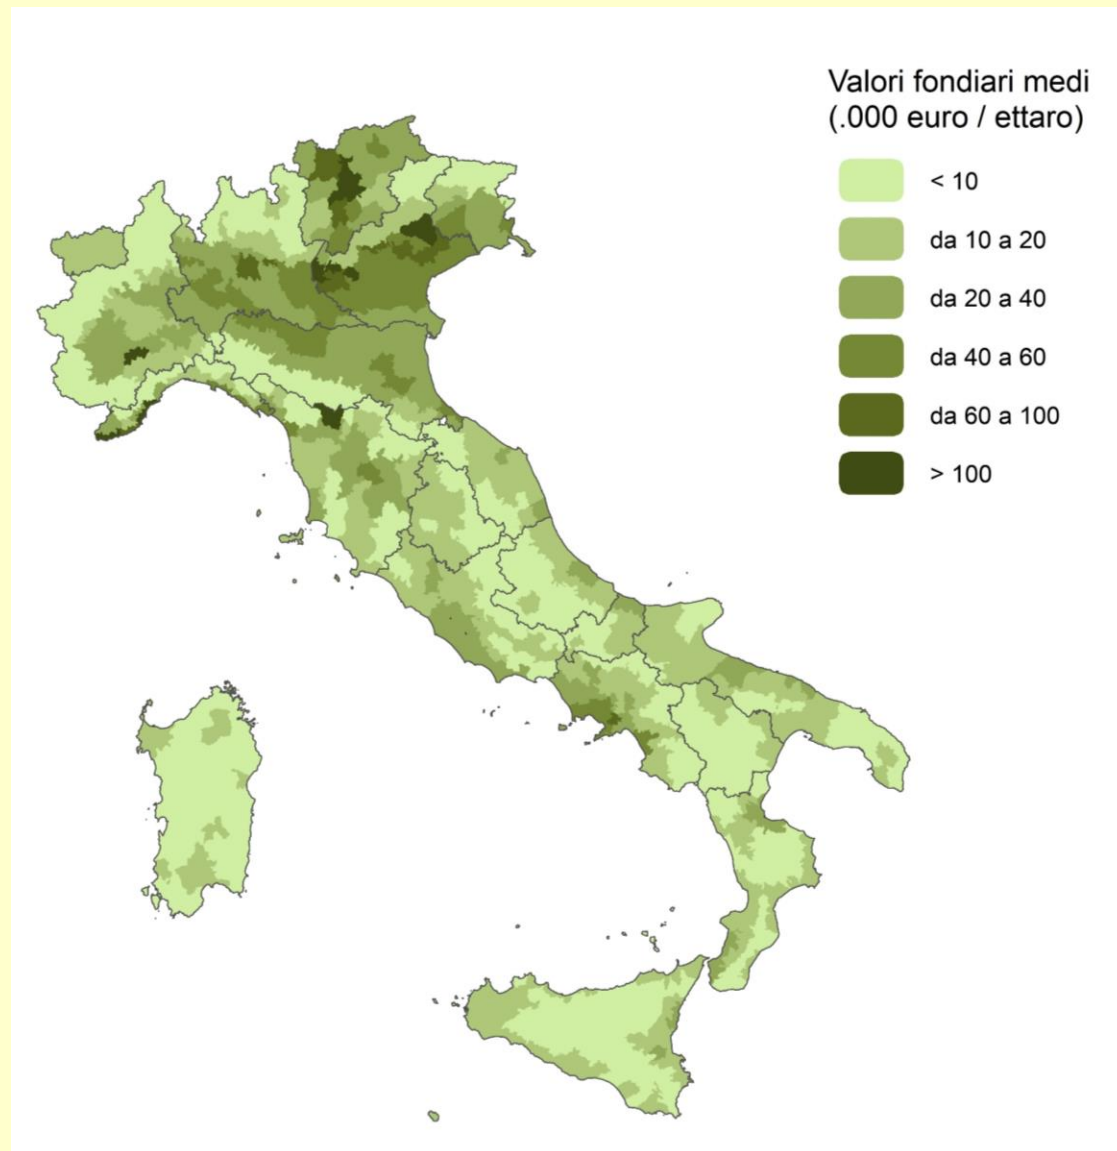 Valori fondiari medi
(.000 euro / ettaro)
< 10
da 10 a 20
da 20 a 40
da 40 a 60
da 60 a 100
> 100